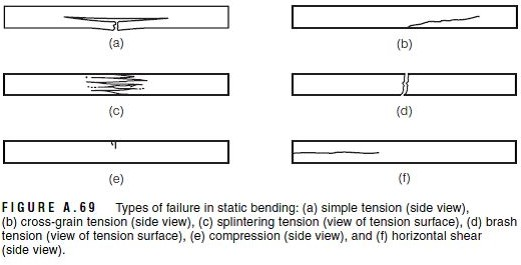 (a)
(b)
(c)
(d)
(e)
(f)
FIGURE A.69 Types of failure in static bending: (a) simple tension (side view),
(b) cross-grain tension (side view), (c) splintering tension (view of tension surface), (d) brash
tension (view of tension surface), (e) compression (side view), and (f) horizontal shear
(side view).